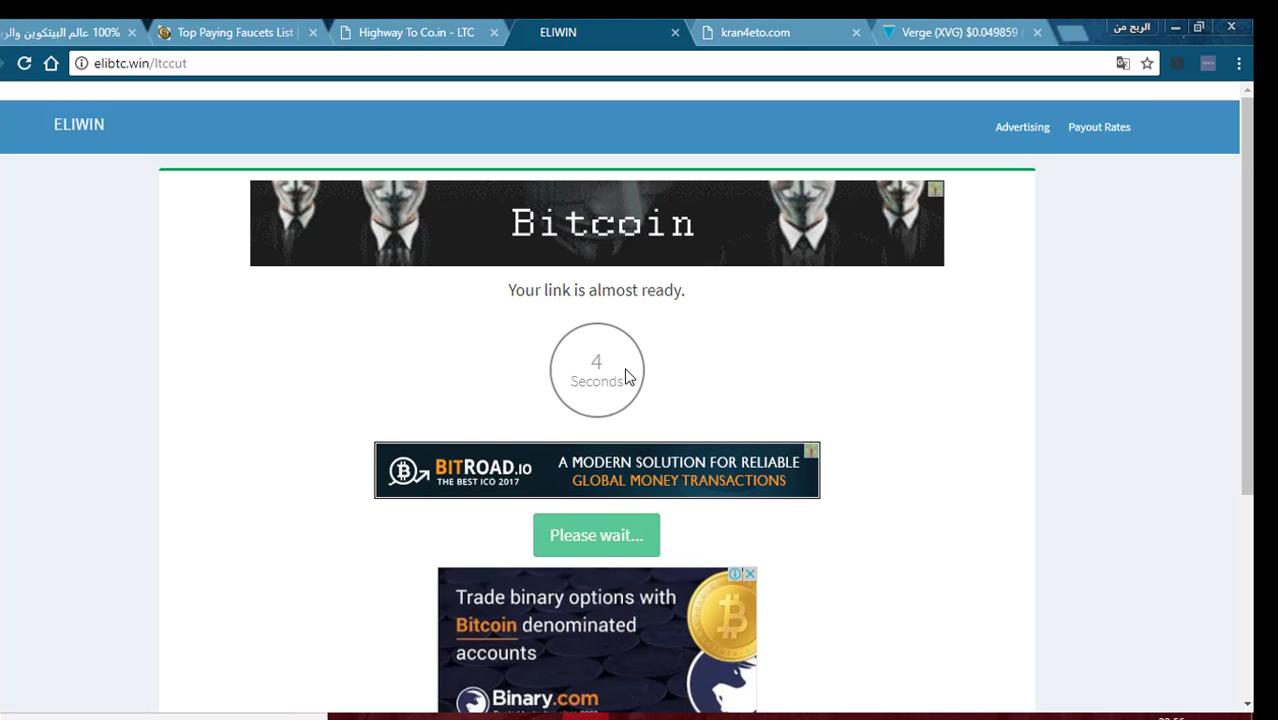 عالم البيتكوين والرب 100%
Top Paying Faucets List
Highway To Co.in - LTC
ELIWIN
kran4eto.com
Verge (XVG) $0.049859
الربح من
elibtc.win/ltccut
ELIWIN
Advertising
Payout Rates
Bitcoin
Your link is almost ready.
4
Seconds
BITROAD.IO
THE BEST ICO 2017
A MODERN SOLUTION FOR RELIABLE
GLOBAL MONEY TRANSACTIONS
Please wait...
Trade binary options with
Bitcoin denominated
accounts
Binary.com